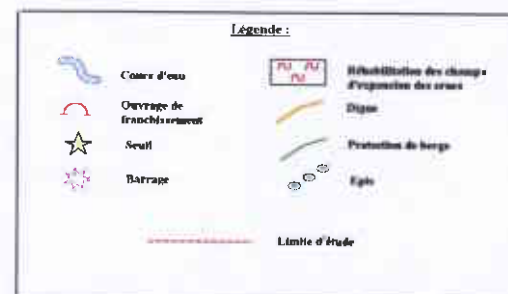 Légende :
Cours d'eau
Ouvrage de
franchissement
Seuil
Barrage
Réhabilitation des champs
d'expansion des crues
Digue
Protection de berge
Epis
Limite d'étude